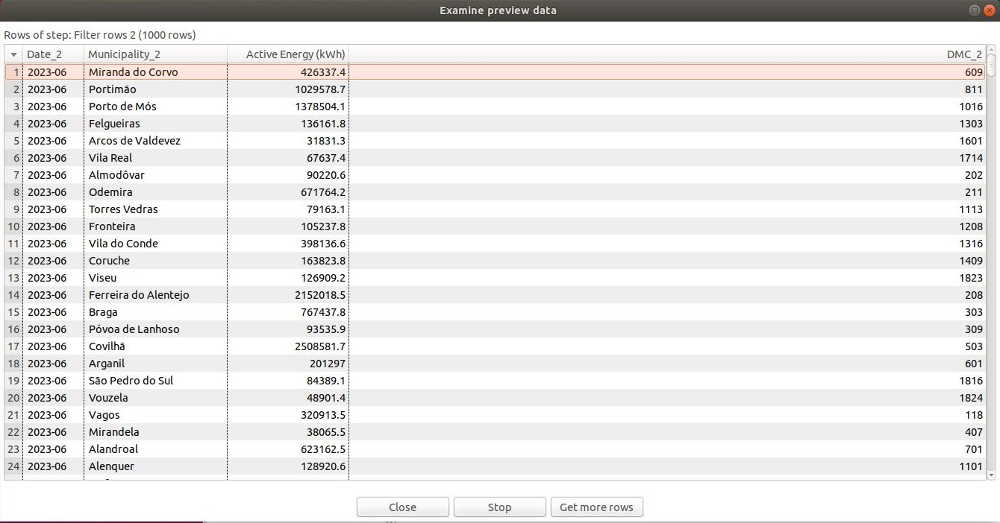 Examine preview data
Rows of step: Filter rows 2 (1000 rows)
Date_2 Municipality_2 Active Energy (kWh) DMC_2
1 2023-06 Miranda do Corvo 426337.4 609
2 2023-06 Portimão 1029578.7 811
3 2023-06 Porto de Mós 1378504.1 1016
4 2023-06 Felgueiras 136161.8 1303
5 2023-06 Arcos de Valdevez 31831.3 1601
6 2023-06 Vila Real 67637.4 1714
7 2023-06 Almodôvar 90220.6 202
8 2023-06 Odemira 671764.2 211
9 2023-06 Torres Vedras 79163.1 1113
10 2023-06 Fronteira 105237.8 1208
11 2023-06 Vila do Conde 398136.6 1316
12 2023-06 Coruche 163823.8 1409
13 2023-06 Viseu 126909.2 1823
14 2023-06 Ferreira do Alentejo 2152018.5 208
15 2023-06 Braga 767437.8 303
16 2023-06 Póvoa de Lanhoso 93535.9 309
17 2023-06 Covilhã 2508581.7 503
18 2023-06 Arganil 201297 601
19 2023-06 São Pedro do Sul 84389.1 1816
20 2023-06 Vouzela 48901.4 1824
21 2023-06 Vagos 320913.5 118
22 2023-06 Mirandela 38065.5 407
23 2023-06 Alandroal 623162.5 701
24 2023-06 Alenquer 128920.6 1101
Close Stop Get more rows